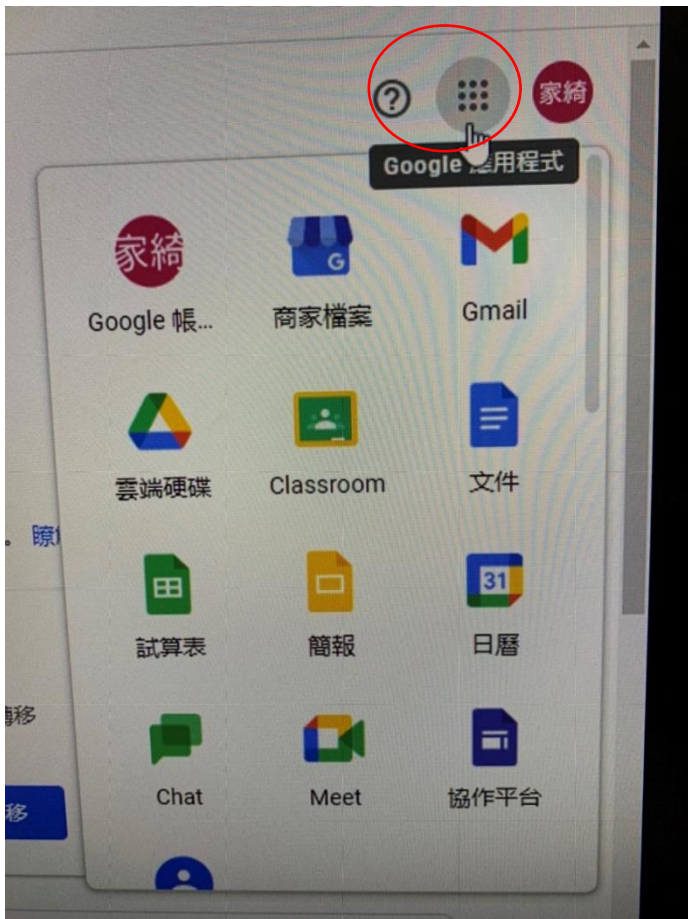 家綺
Google 應用程式
家綺
Google 帳...
商家檔案
G
Gmail
雲端硬碟
Classroom
文件
。瞭
試算表
簡報
31
日曆
移
Chat
Meet
協作平台
移